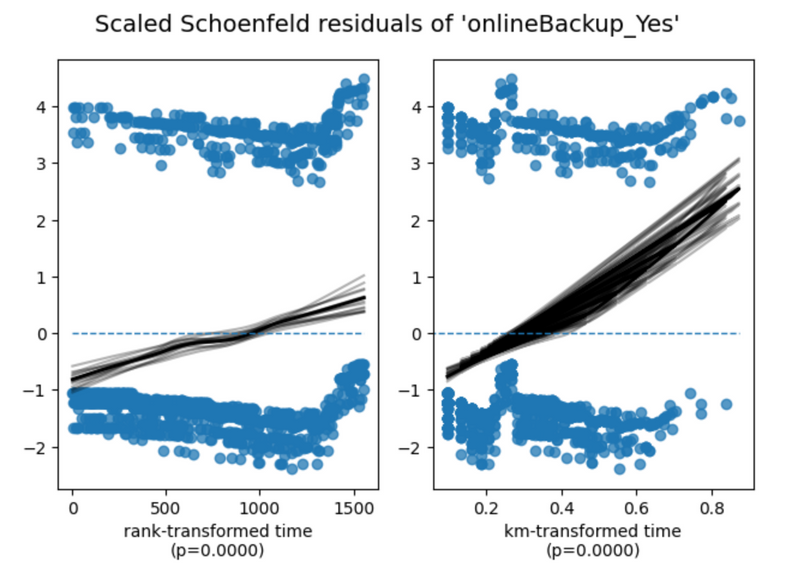 Scaled Schoenfeld residuals of 'onlineBackup_Yes'
4
3
2
1
0
−1
−2
0 500 1000 1500
rank-transformed time
(p=0.0000)
4
3
2
1
0
−1
−2
0.2 0.4 0.6 0.8
km-transformed time
(p=0.0000)